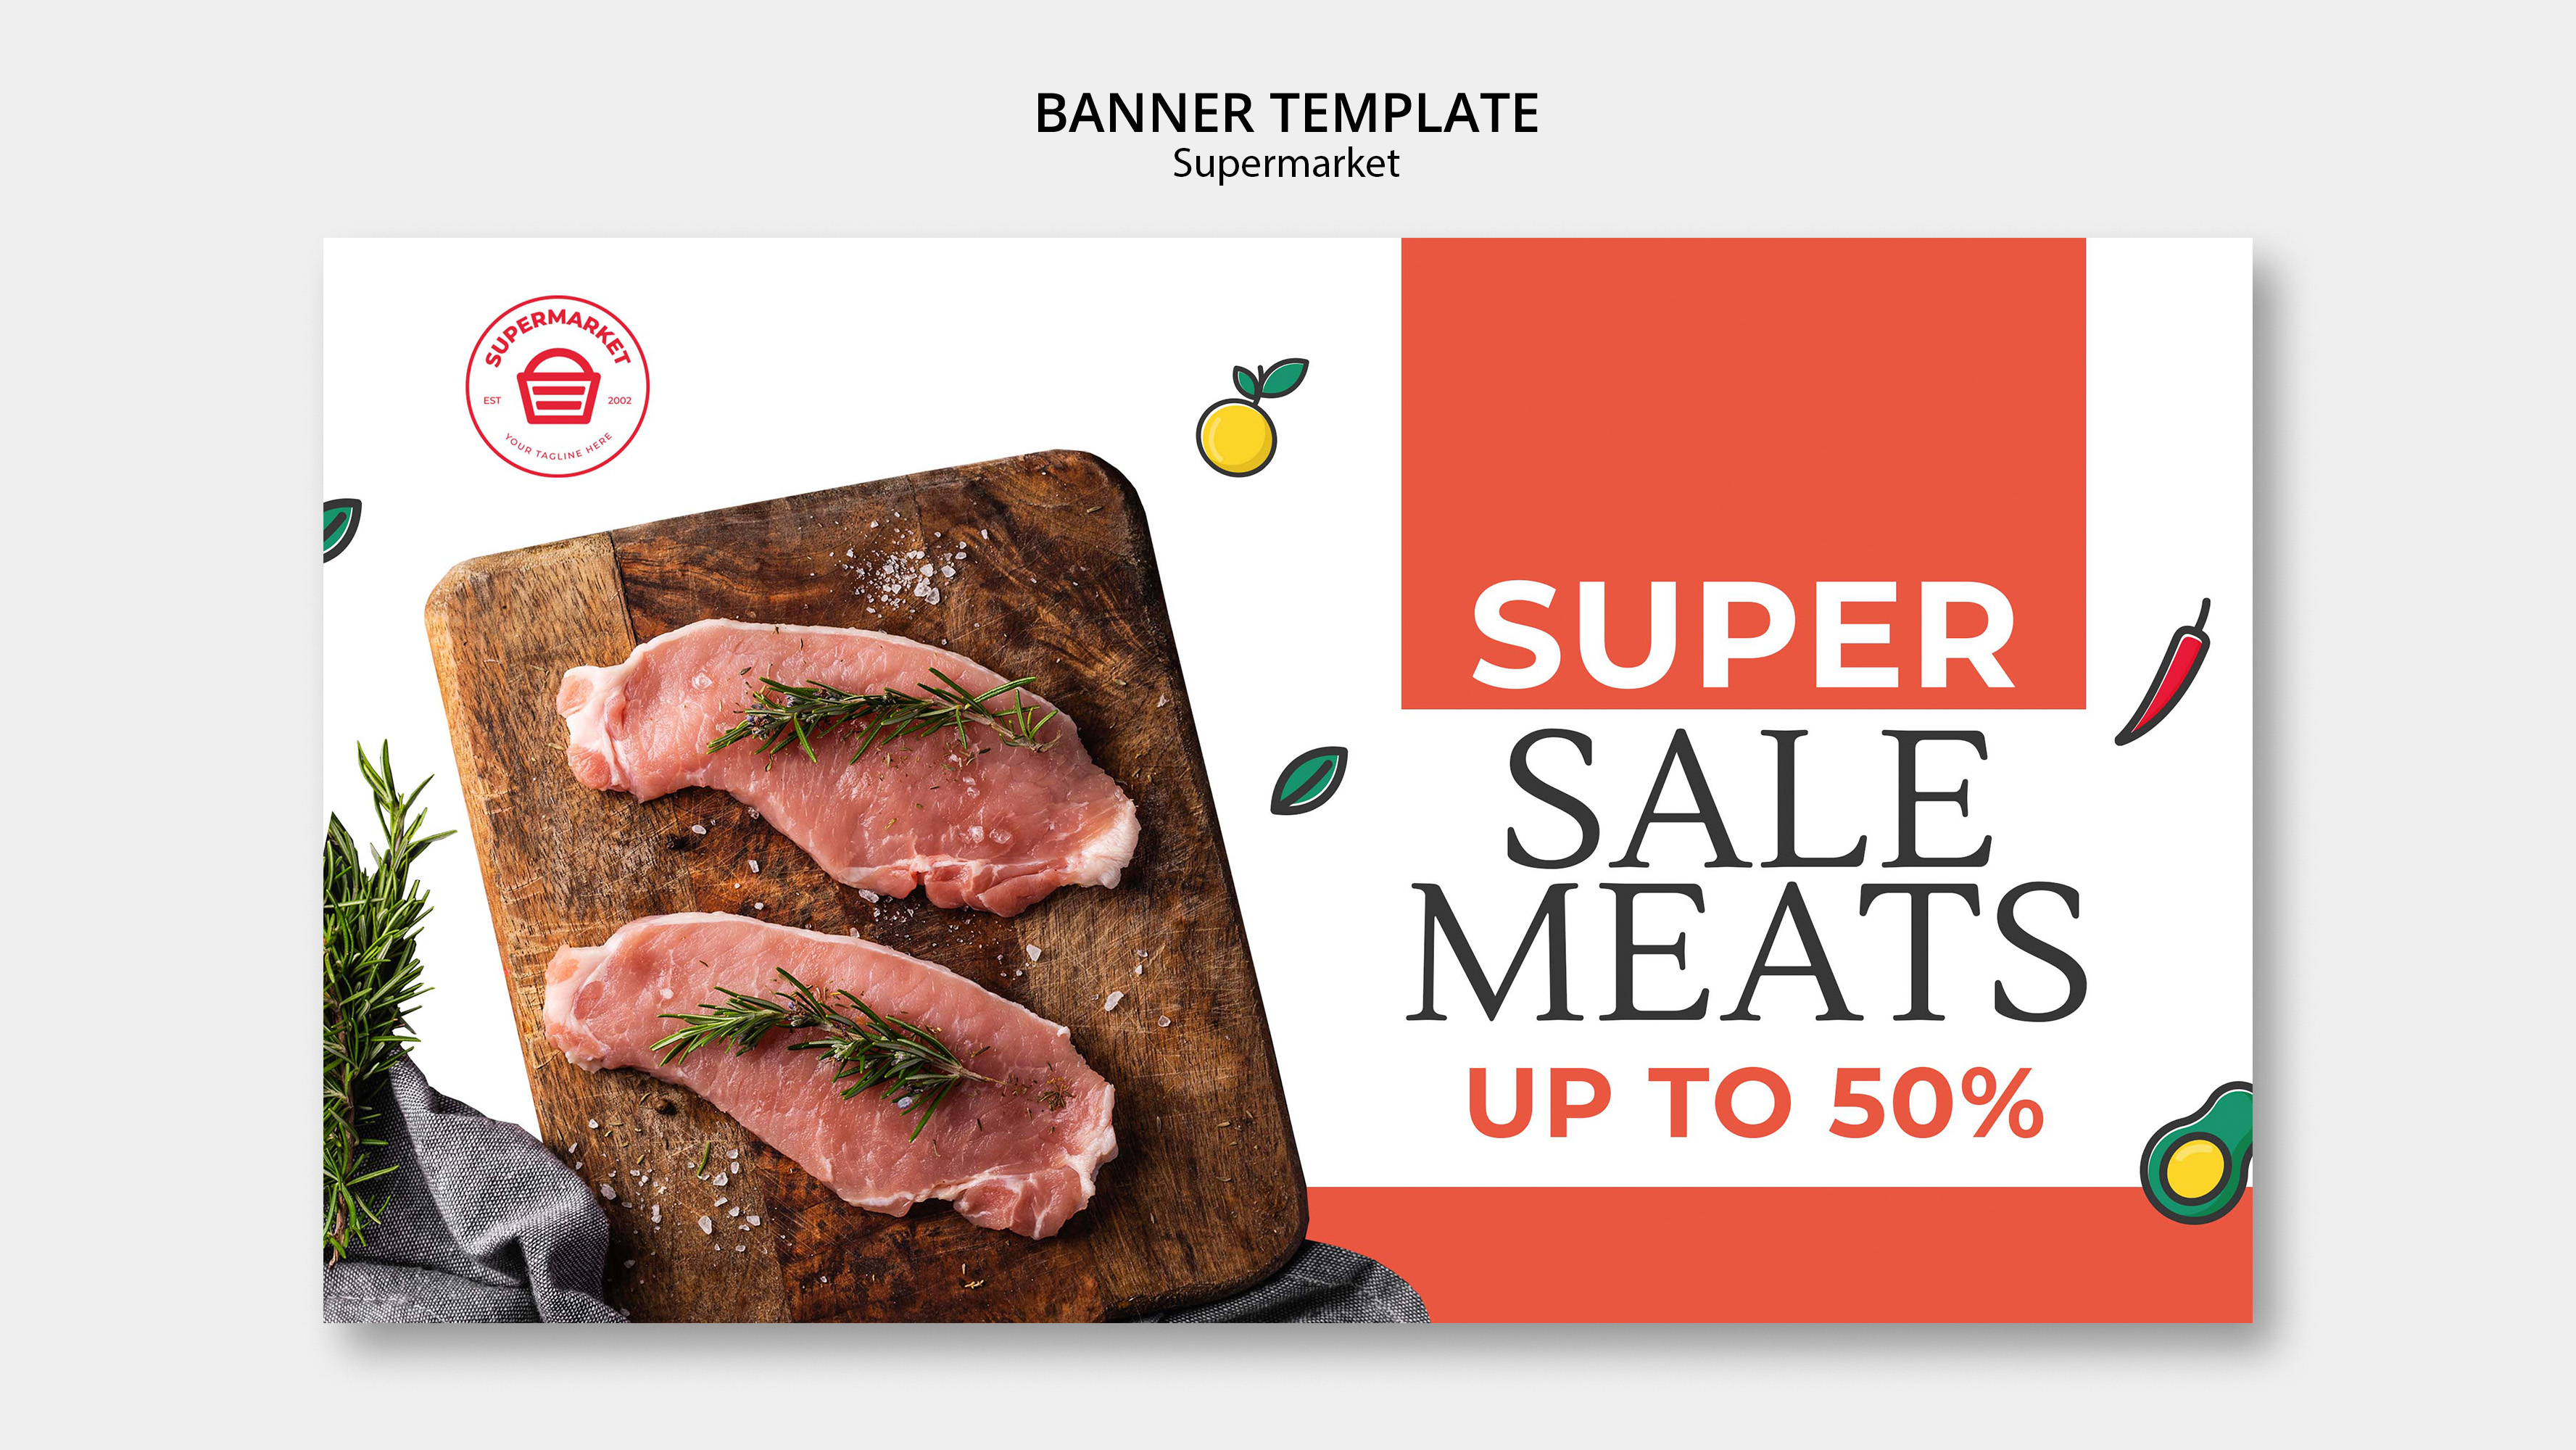 BANNER TEMPLATE
Supermarket
SUPERMARKET
EST 2002
YOUR TAGLINE HERE
SUPER
SALE
MEATS
UP TO 50%